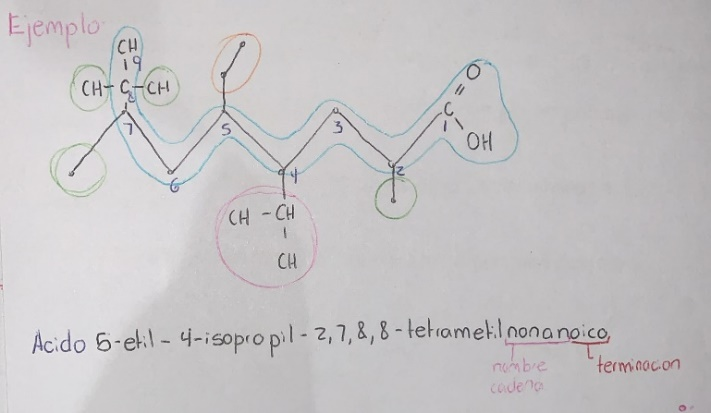 Ejemplo
CH
9
CH - C - CH
8
7
6
5
4
3
2
1
C
O
OH
CH - CH
CH
Acido 5-etil-4-isopropil-2,7,8,8-tetrametilnonanoico
nombre
cadena
terminacion